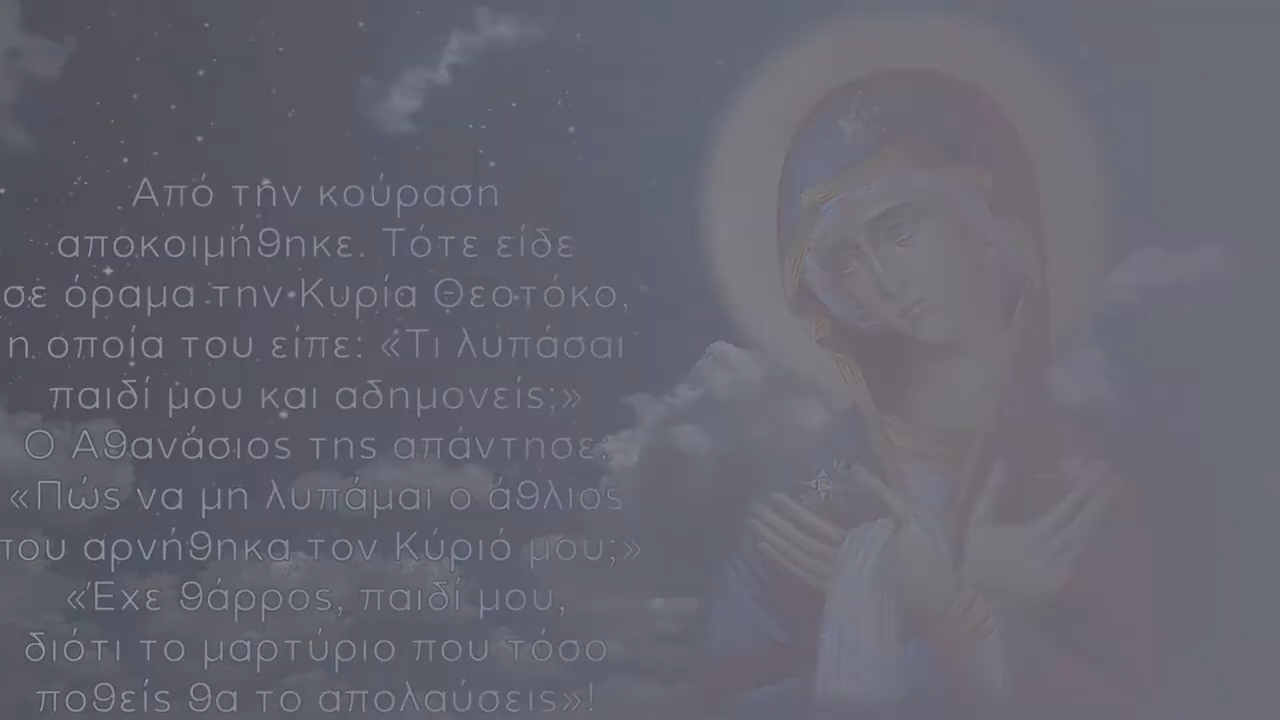 Από την κούραση
αποκοιμήθηκε. Τότε είδε
σε όραμα την Κυρία Θεοτόκο,
η οποία του είπε: «Τι λυπάσαι
παιδί μου και αδημονείς;»
Ο Αθανάσιος της απάντησε:
«Πώς να μη λυπάμαι ο άθλιος
που αρνήθηκα τον Κύριό μου;»
«Έχε θάρρος, παιδί μου,
διότι το μαρτύριο που τόσο
ποθείς θα το απολαύσεις»!